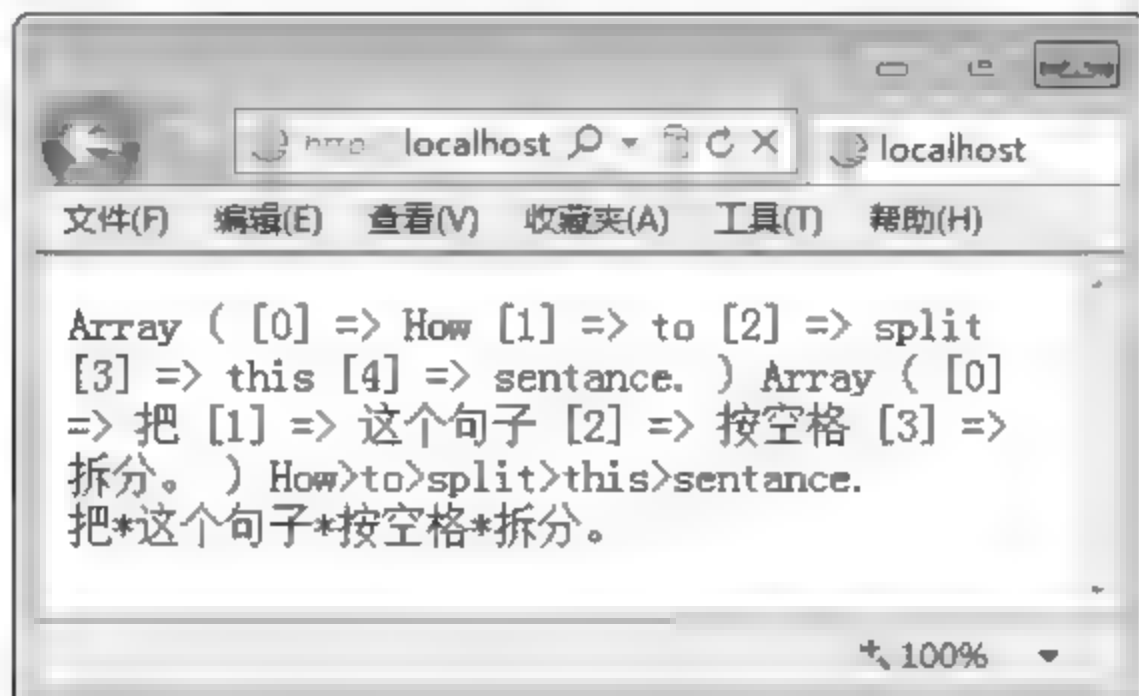 localhost localhost
文件(F) 编辑(E) 查看(V) 收藏夹(A) 工具(T) 帮助(H)
Array ( [0] => How [1] => to [2] => split
[3] => this [4] => sentance. ) Array ( [0]
=> 把 [1] => 这个句子 [2] => 按空格 [3] =>
拆分。 ) How>to>split>this>sentance.
把*这个句子*按空格*拆分。
100%